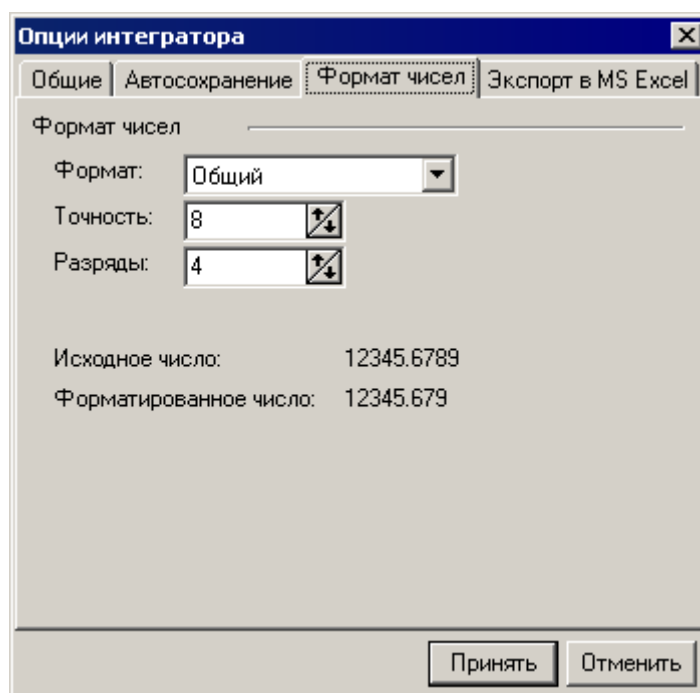 Опции интегратора
Общие Автосохранение Формат чисел Экспорт в MS Excel
Формат чисел
Формат: Общий
Точность: 8
Разряды: 4
Исходное число: 12345.6789
Форматированное число: 12345.679
Принять Отменить